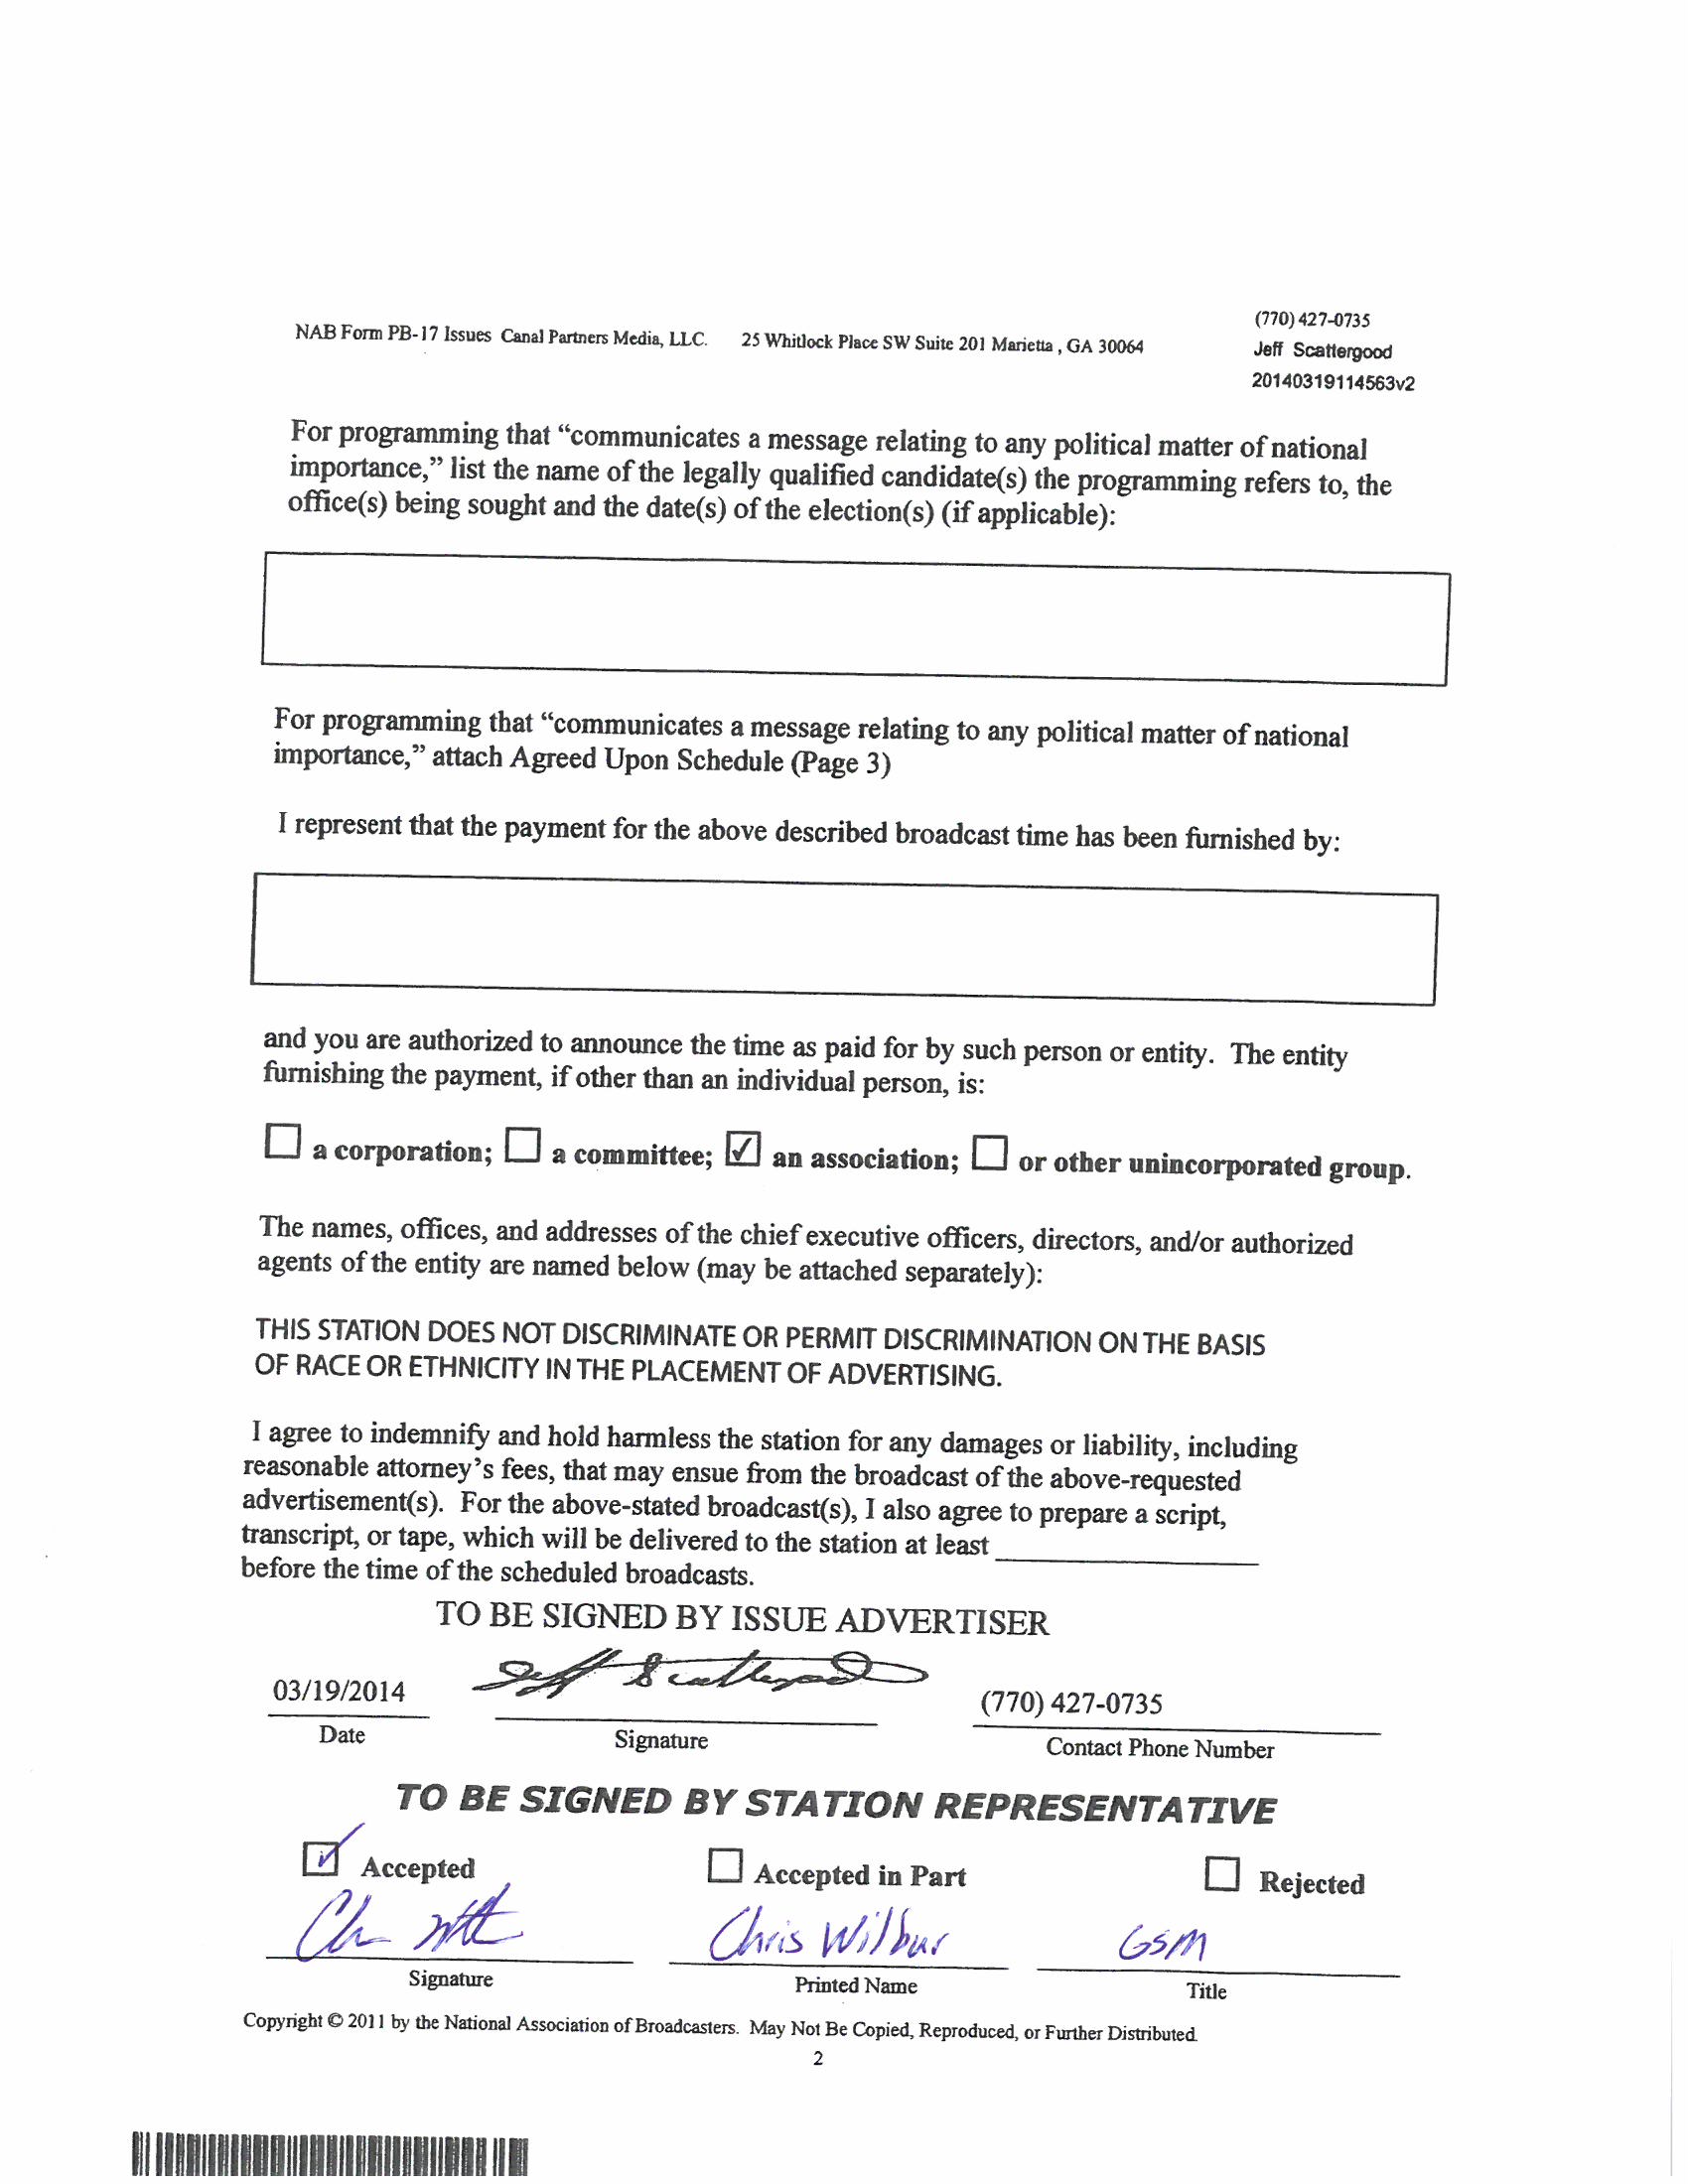 NAB Form PB-17 Issues Canal Partners Media, LLC. 25 Whitlock Place SW Suite 201 Marietta , GA 30064
(770) 427-0735
Jeff Scattergood
20140319114563v2
For programming that “communicates a message relating to any political matter of national
importance,” list the name of the legally qualified candidate(s) the programming refers to, the
office(s) being sought and the date(s) of the election(s) (if applicable):
For programming that “communicates a message relating to any political matter of national
importance,” attach Agreed Upon Schedule (Page 3)
I represent that the payment for the above described broadcast time has been furnished by:
and you are authorized to announce the time as paid for by such person or entity. The entity
furnishing the payment, if other than an individual person, is:
☐ a corporation; ☐ a committee; ☑ an association; ☐ or other unincorporated group.
The names, offices, and addresses of the chief executive officers, directors, and/or authorized
agents of the entity are named below (may be attached separately):
THIS STATION DOES NOT DISCRIMINATE OR PERMIT DISCRIMINATION ON THE BASIS
OF RACE OR ETHNICITY IN THE PLACEMENT OF ADVERTISING.
I agree to indemnify and hold harmless the station for any damages or liability, including
reasonable attorney’s fees, that may ensue from the broadcast of the above-requested
advertisement(s). For the above-stated broadcast(s), I also agree to prepare a script,
transcript, or tape, which will be delivered to the station at least
before the time of the scheduled broadcasts.
TO BE SIGNED BY ISSUE ADVERTISER
03/19/2014 Jeff Scattergood (770) 427-0735
Date Signature Contact Phone Number
TO BE SIGNED BY STATION REPRESENTATIVE
☑ Accepted ☐ Accepted in Part ☐ Rejected
Chris Wilbur GSM
Signature Printed Name Title
Copyright © 2011 by the National Association of Broadcasters. May Not Be Copied, Reproduced, or Further Distributed.
2